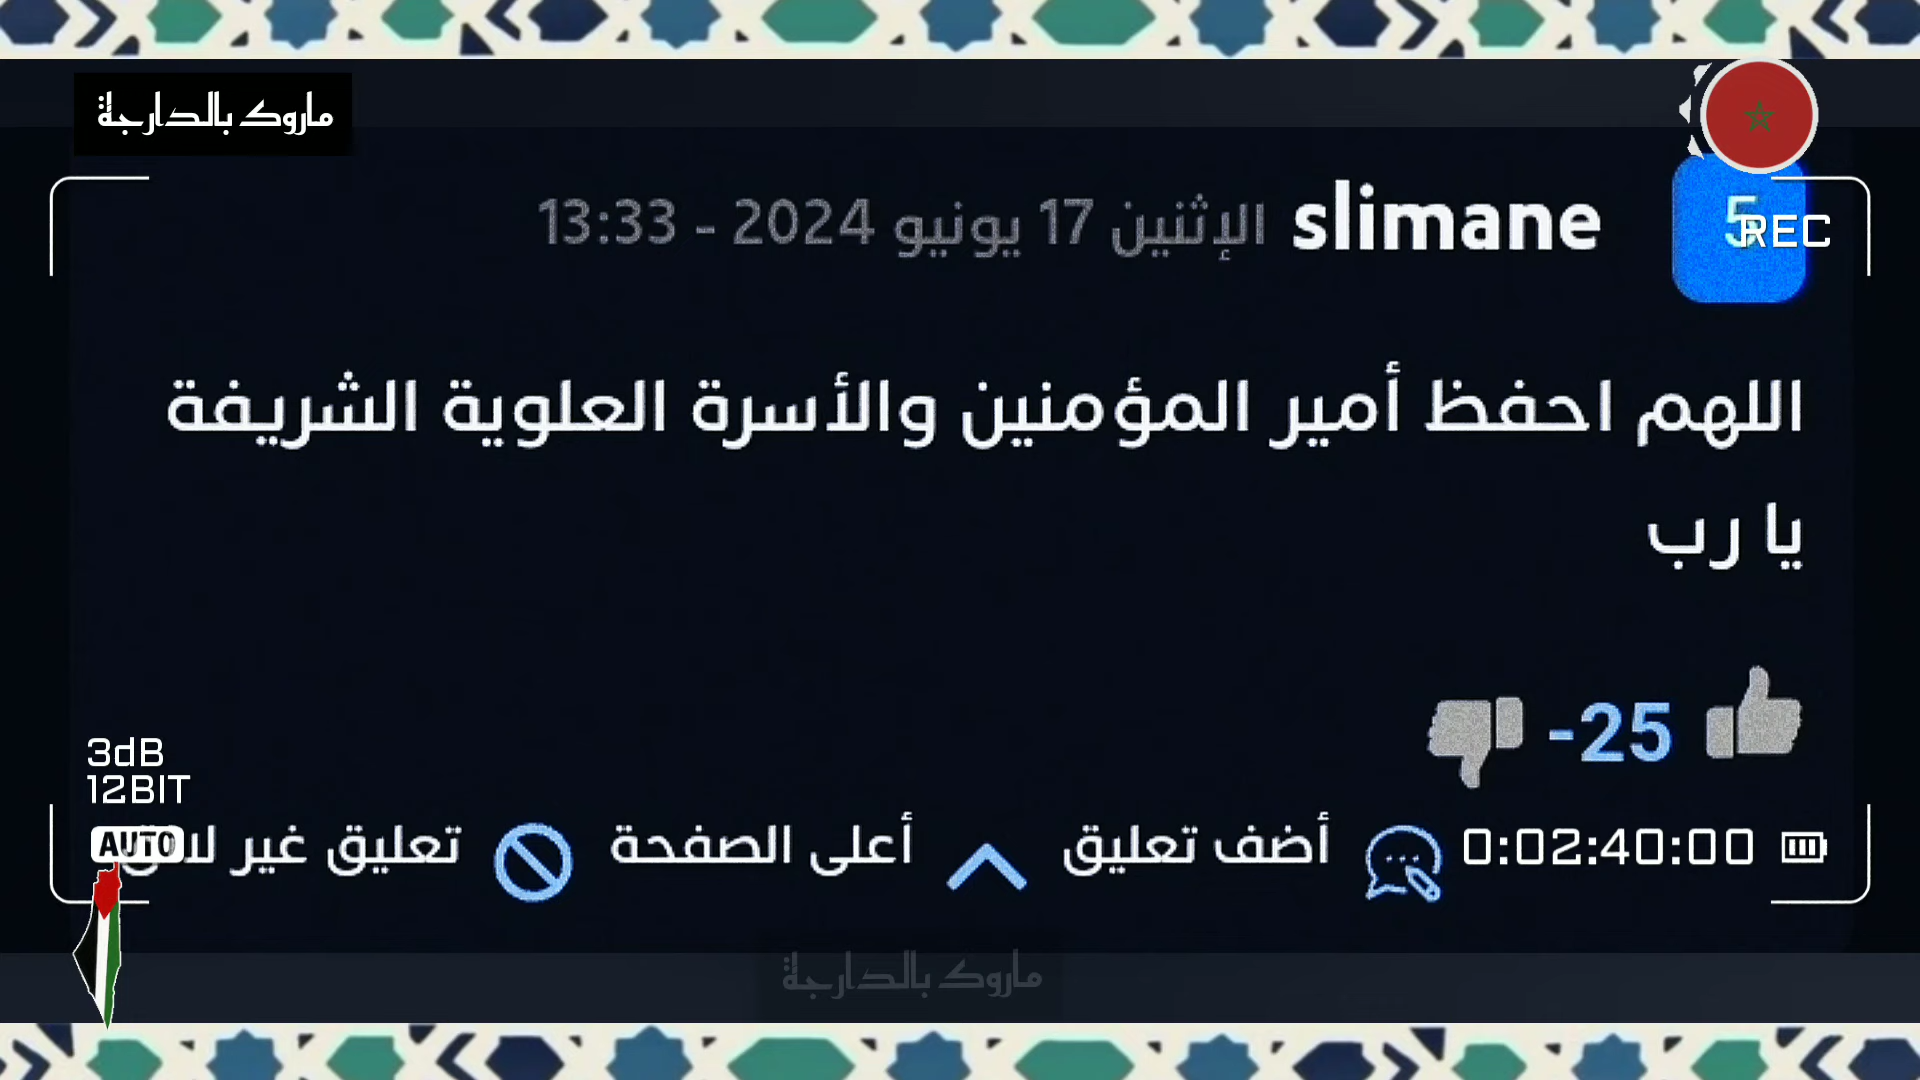 ماروك بالدارجة
5
REC
slimane الإثنين 17 يونيو 2024 - 13:33
اللهم احفظ أمير المؤمنين والأسرة العلوية الشريفة
يا رب
-25
3dB
12BIT
AUTO
0:02:40:00
أضف تعليق
أعلى الصفحة
تعليق غير
ماروك بالدارجة